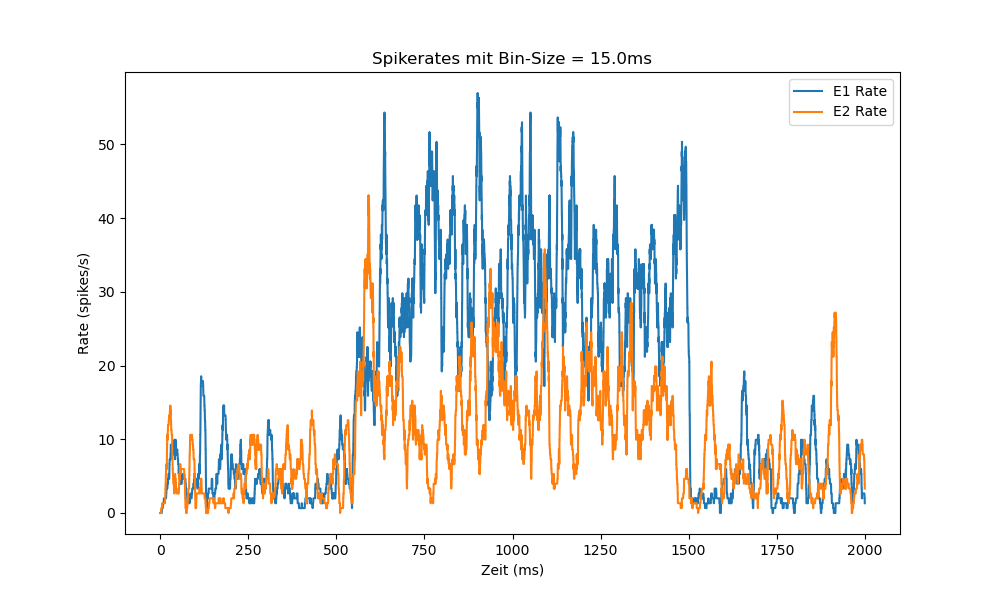 Spikerates mit Bin-Size = 15.0ms
E1 Rate
E2 Rate
Rate (spikes/s)
50
40
30
20
10
0
0 250 500 750 1000 1250 1500 1750 2000
Zeit (ms)